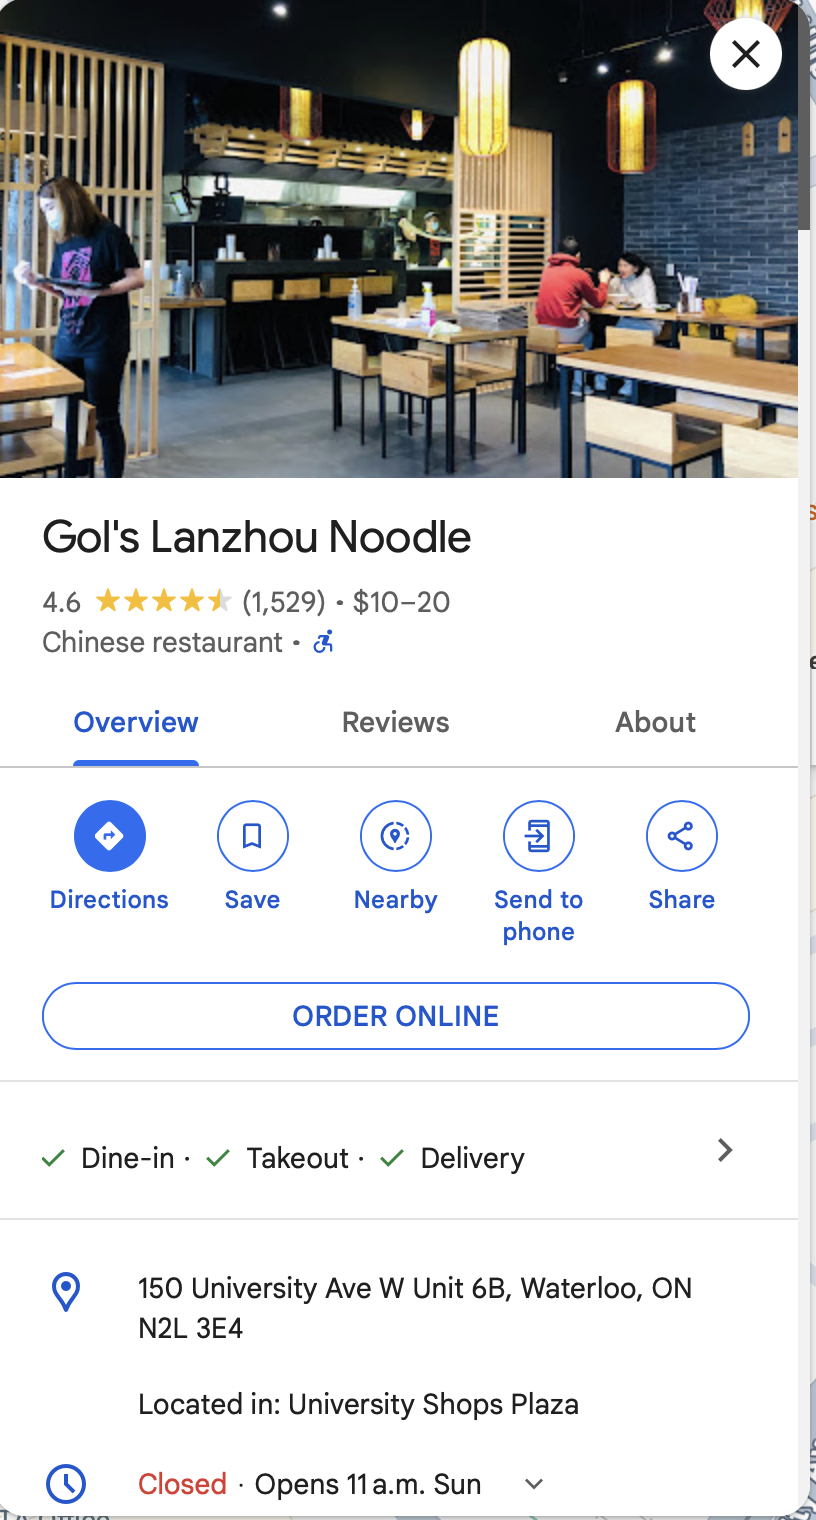 Gol's Lanzhou Noodle
4.6 (1,529) • $10–20
Chinese restaurant •
Overview Reviews About
Directions Save Nearby Send to phone Share
ORDER ONLINE
Dine-in · Takeout · Delivery
150 University Ave W Unit 6B, Waterloo, ON
N2L 3E4
Located in: University Shops Plaza
Closed · Opens 11 a.m. Sun